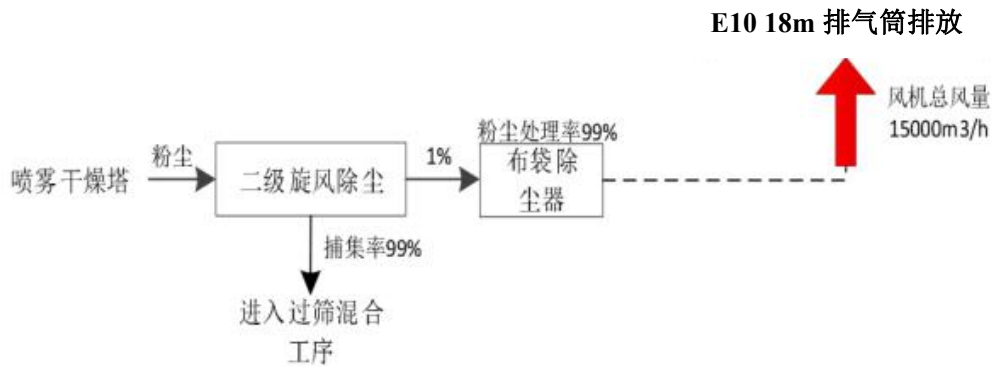 E10 18m 排气筒排放
风机总风量
15000m3/h
粉尘处理率99%
粉尘
1%
喷雾干燥塔
二级旋风除尘
布袋除
尘器
捕集率99%
进入过筛混合
工序